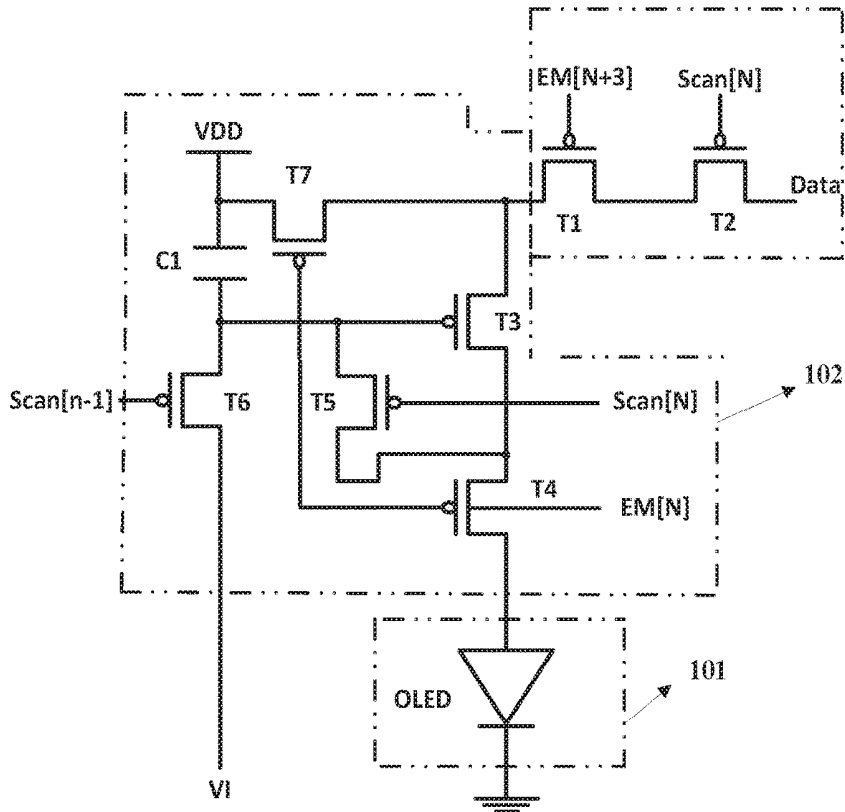 EM[N+3] Scan[N]
VDD
T7
Data
T1 T2
C1
T3
102
Scan[n-1] T6 T5 Scan[N]
T4
EM[N]
101
OLED
VI